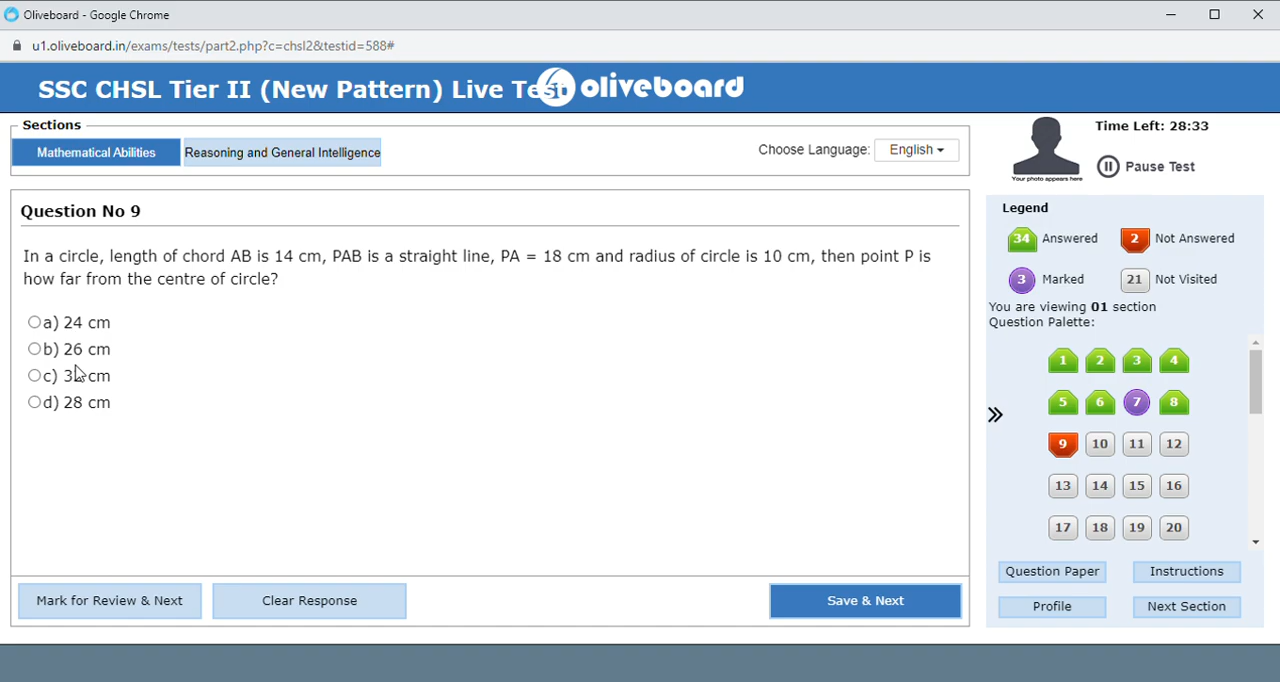 Oliveboard - Google Chrome
u1.oliveboard.in/exams/tests/part2.php?c=chsl2&testid=588#
SSC CHSL Tier II (New Pattern) Live Test
oliveboard
Sections
Mathematical Abilities
Reasoning and General Intelligence
Choose Language:
English
Your photo appears here
Time Left: 28:33
Pause Test
Question No 9
In a circle, length of chord AB is 14 cm, PAB is a straight line, PA = 18 cm and radius of circle is 10 cm, then point P is
how far from the centre of circle?
a) 24 cm
b) 26 cm
c) cm
d) 28 cm
Mark for Review & Next
Clear Response
Save & Next
Legend
34 Answered
2 Not Answered
3 Marked
21 Not Visited
You are viewing 01 section
Question Palette:
1 2 3 4
5 6 7 8
9 10 11 12
13 14 15 16
17 18 19 20
Question Paper
Instructions
Profile
Next Section